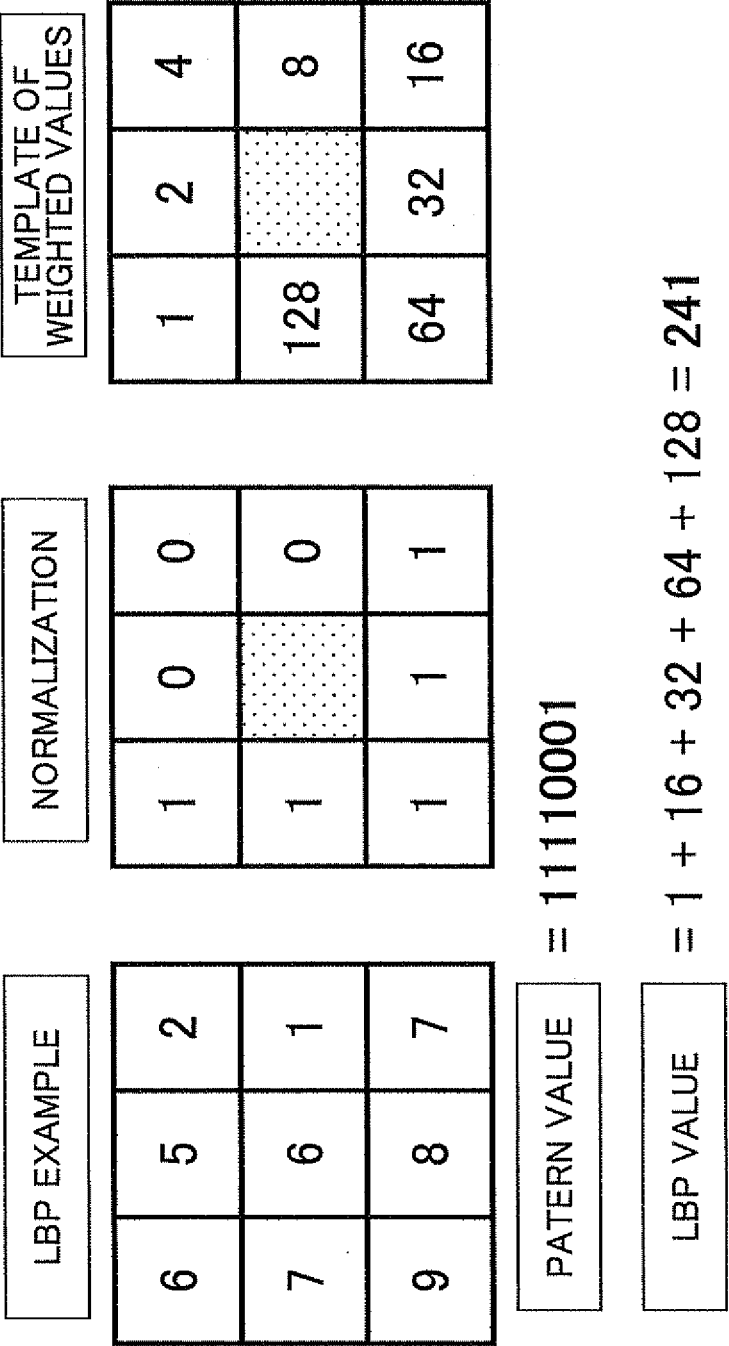 LBP EXAMPLE
6 5 2
7 6 1
9 8 7
NORMALIZATION
1 0 0
1 0
1 1 1
TEMPLATE OF
WEIGHTED VALUES
1 2 4
128 8
64 32 16
PATERN VALUE = 11110001
LBP VALUE = 1 + 16 + 32 + 64 + 128 = 241